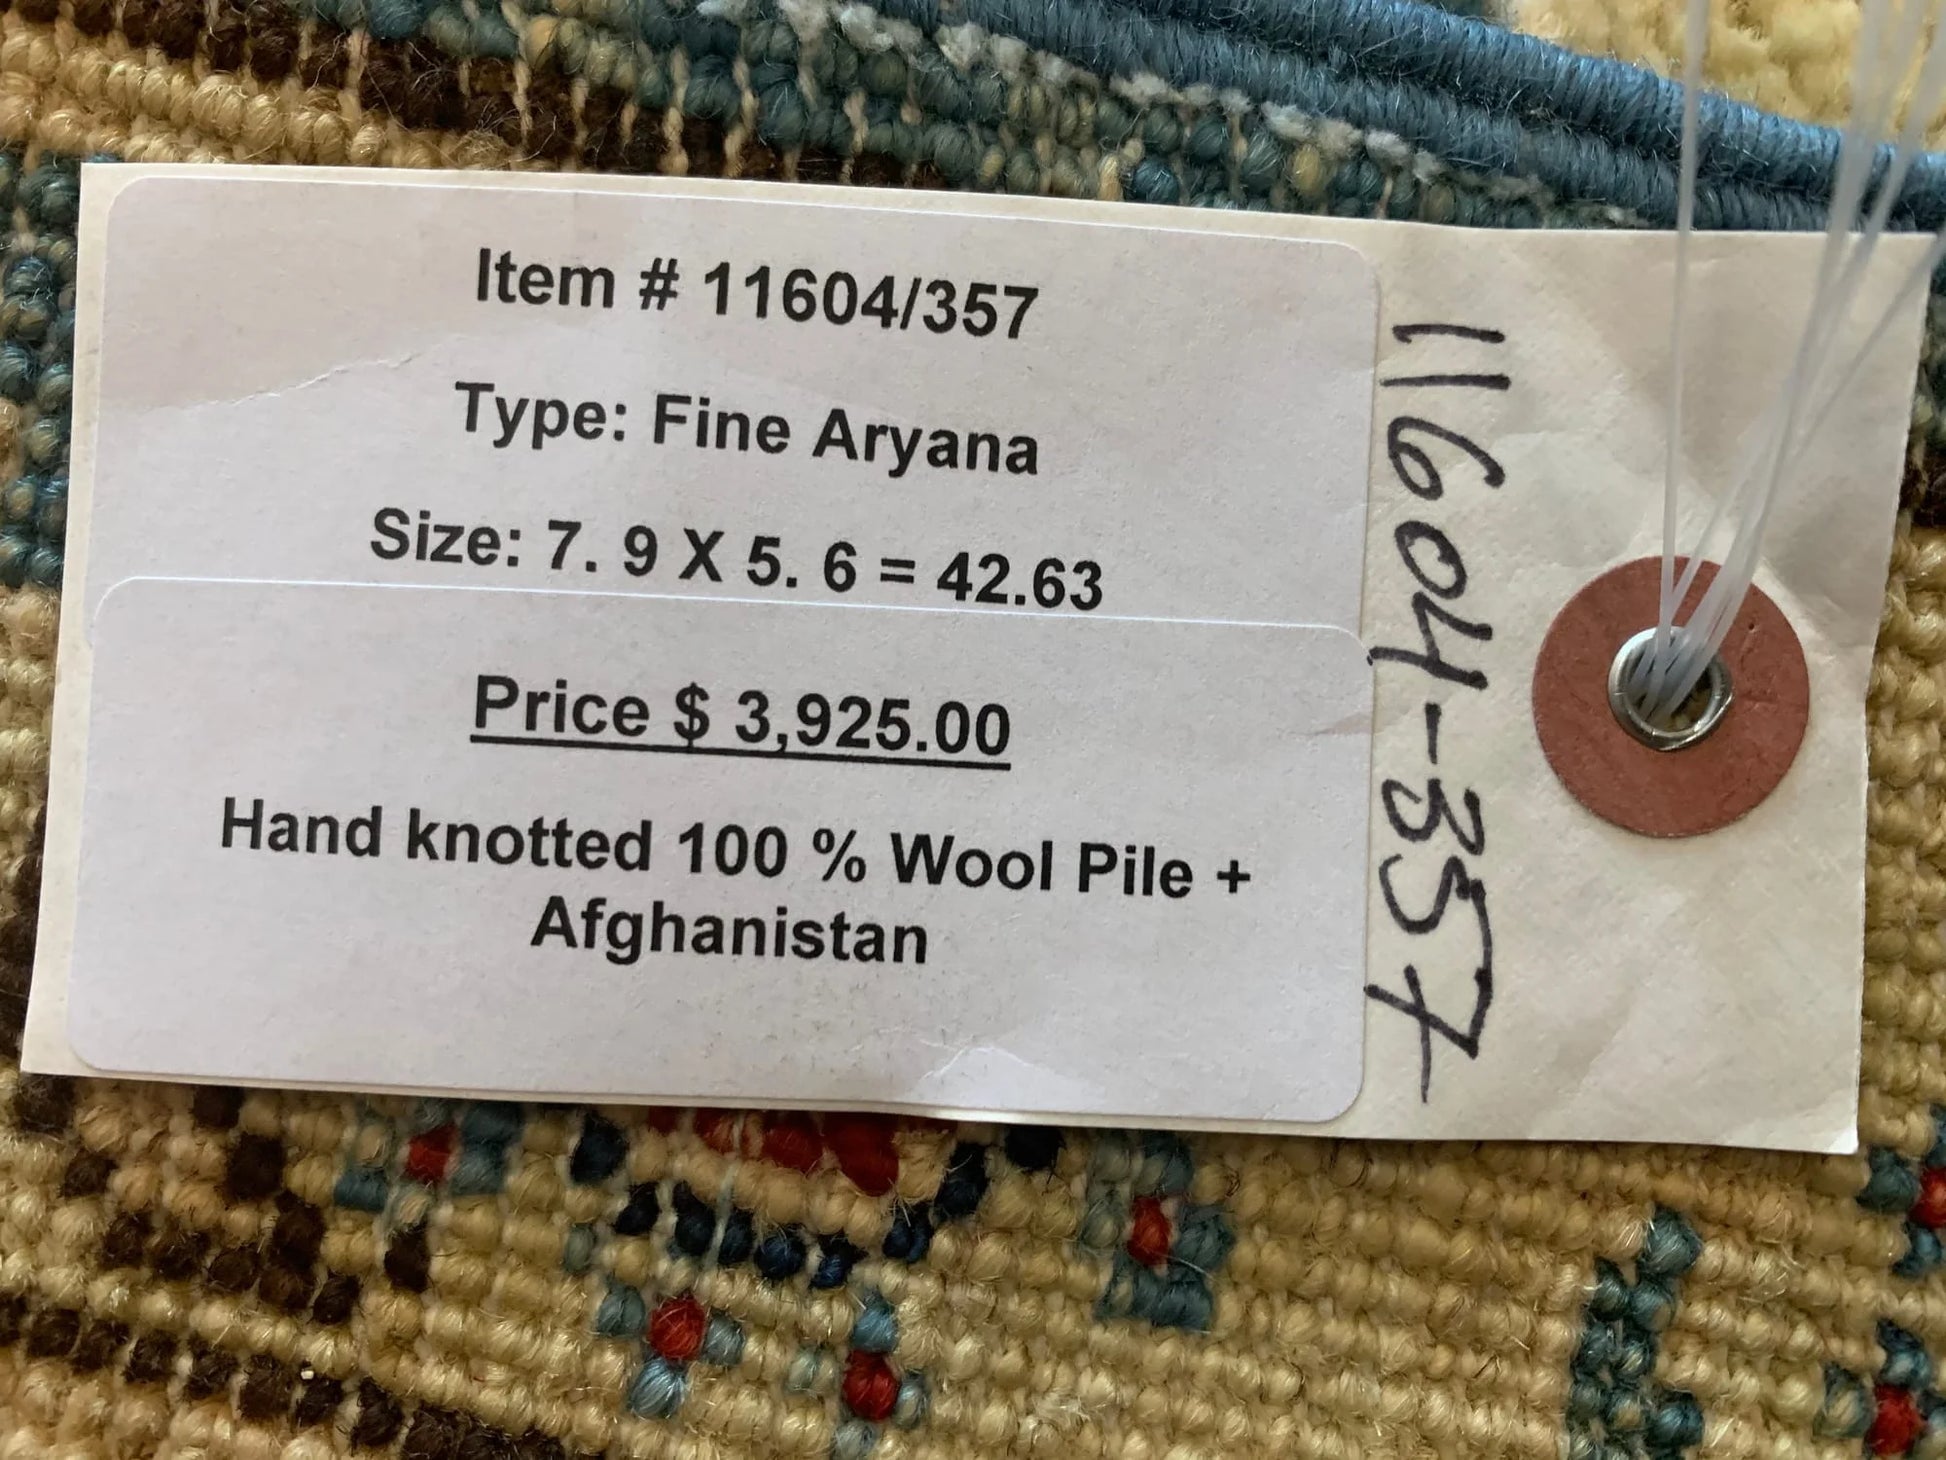 Item # 11604/357
Type: Fine Aryana
Size: 7. 9 X 5. 6 = 42.63
Price $ 3,925.00
Hand knotted 100 % Wool Pile +
Afghanistan
11604-357